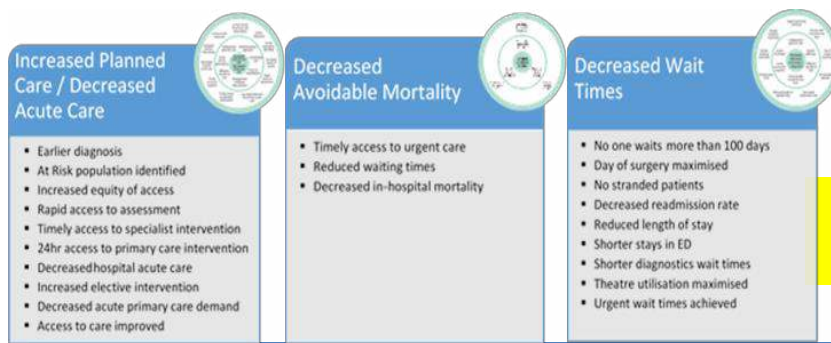 Increased Planned
Care / Decreased
Acute Care
▪ Earlier diagnosis
▪ At Risk population identified
▪ Increased equity of access
▪ Rapid access to assessment
▪ Timely access to specialist intervention
▪ 24hr access to primary care intervention
▪ Decreasedhospital acute care
▪ Increased elective intervention
▪ Decreased acute primary care demand
▪ Access to care improved
Decreased
Avoidable Mortality
▪ Timely access to urgent care
▪ Reduced waiting times
▪ Decreased in-hospital mortality
Decreased Wait
Times
▪ No one waits more than 100 days
▪ Day of surgery maximised
▪ No stranded patients
▪ Decreased readmission rate
▪ Reduced length of stay
▪ Shorter stays in ED
▪ Shorter diagnostics wait times
▪ Theatre utilisation maximised
▪ Urgent wait times achieved